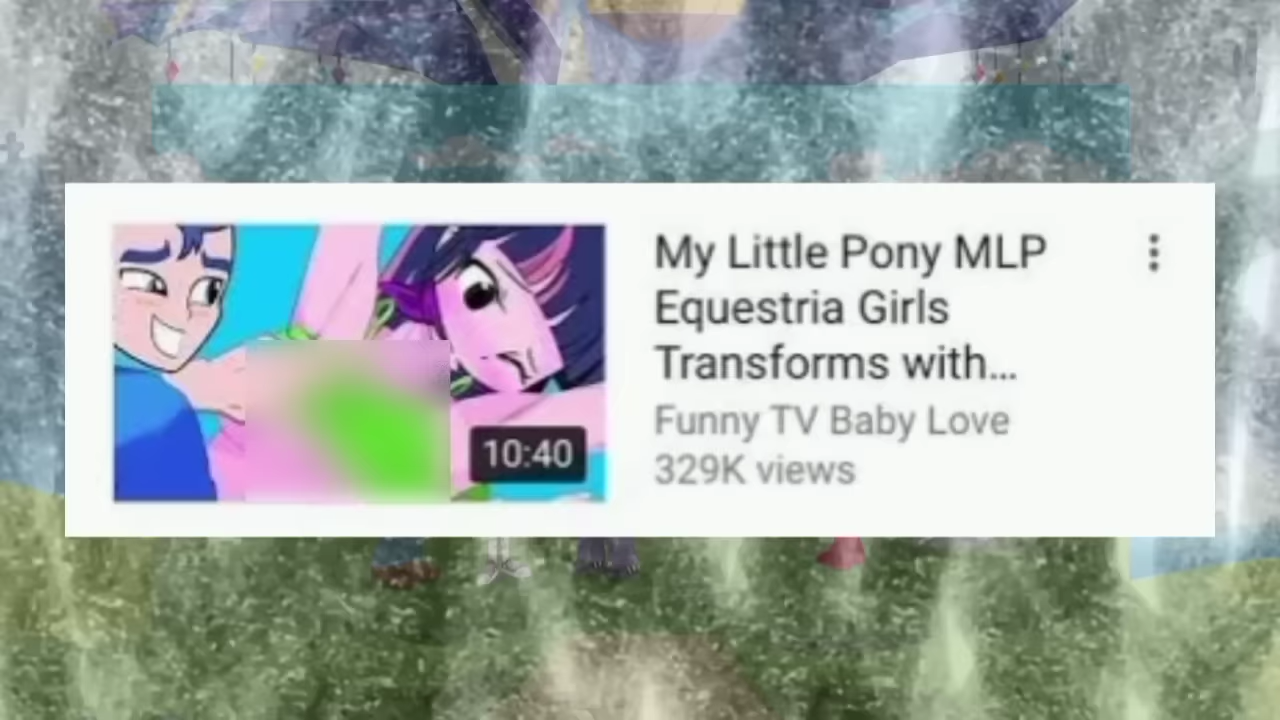 10:40
My Little Pony MLP
Equestria Girls
Transforms with...
Funny TV Baby Love
329K views